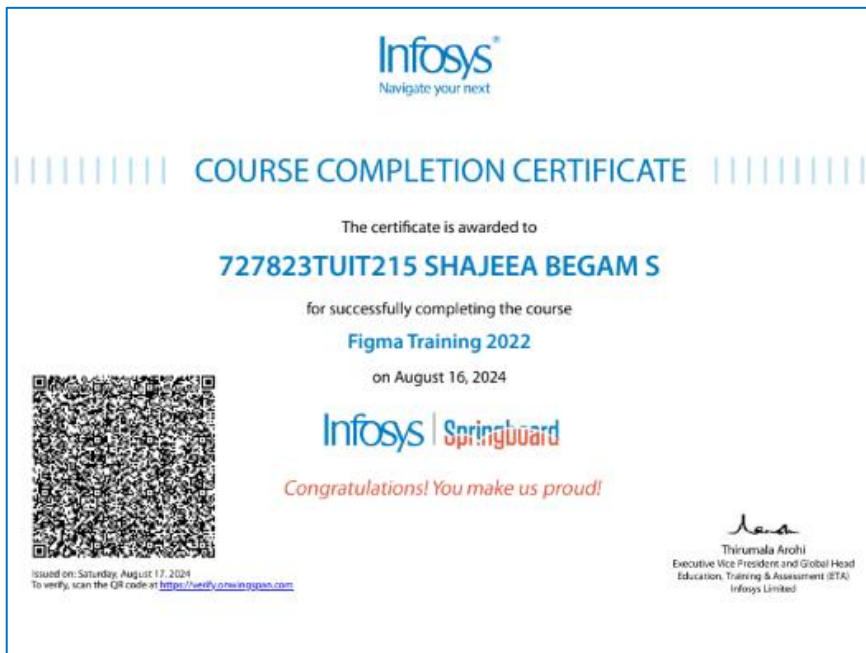 Infosys®
Navigate your next
COURSE COMPLETION CERTIFICATE
The certificate is awarded to
727823TUIT215 SHAJEEA BEGAM S
for successfully completing the course
Figma Training 2022
on August 16, 2024
Infosys | Springboard
Congratulations! You make us proud!
Issued on: Saturday, August 17, 2024
To verify, scan the QR code at https://verify.onwingspan.com
Thirumala Arohi
Executive Vice President and Global Head
Education, Training & Assessment (ETA)
Infosys Limited